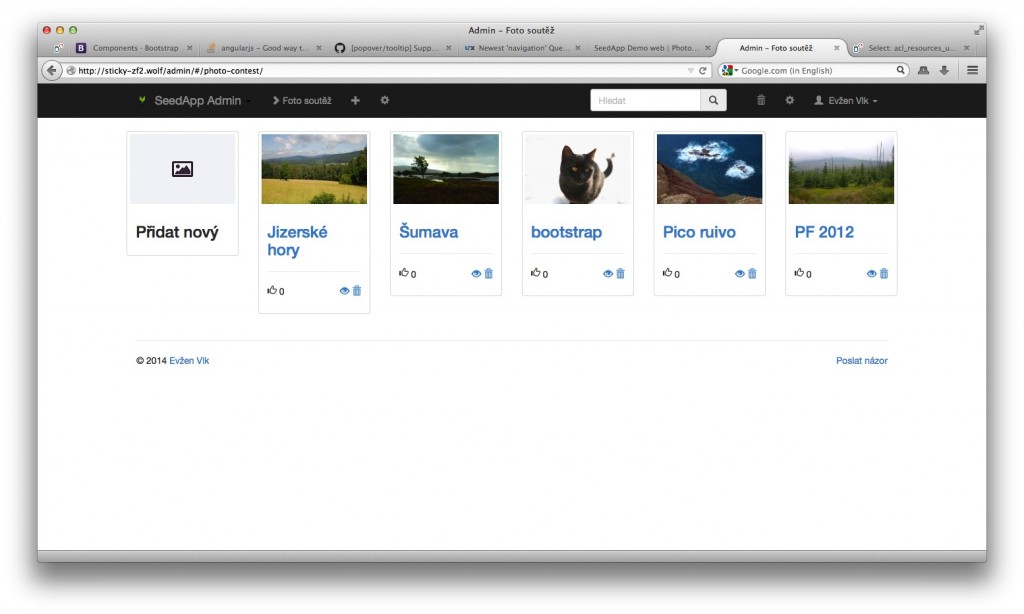 Admin – Foto soutěž
Components - Bootstrap
angularjs – Good way t...
[popover/tooltip] Supp...
Newest 'navigation' Que...
SeedApp Demo web | Photo...
Admin – Foto soutěž
Select: acl_resources_u...
http://sticky-zf2.wolf/admin/#/photo-contest/
Google.com (in English)
SeedApp Admin
Foto soutěž
Hledat
Evžen Vlk
Přidat nový
Jizerské
hory
0
Šumava
0
bootstrap
0
Pico ruivo
0
PF 2012
0
© 2014 Evžen Vlk
Poslat názor